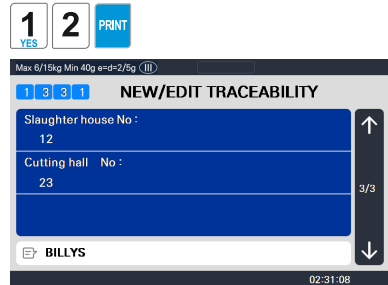 1 2 PRINT
YES
Max 6/15kg Min 40g e=d=2/5g (III)
1 3 3 1 NEW/EDIT TRACEABILITY
Slaughter house No :
12
Cutting hall No :
23
3/3
BILLYS
02:31:08